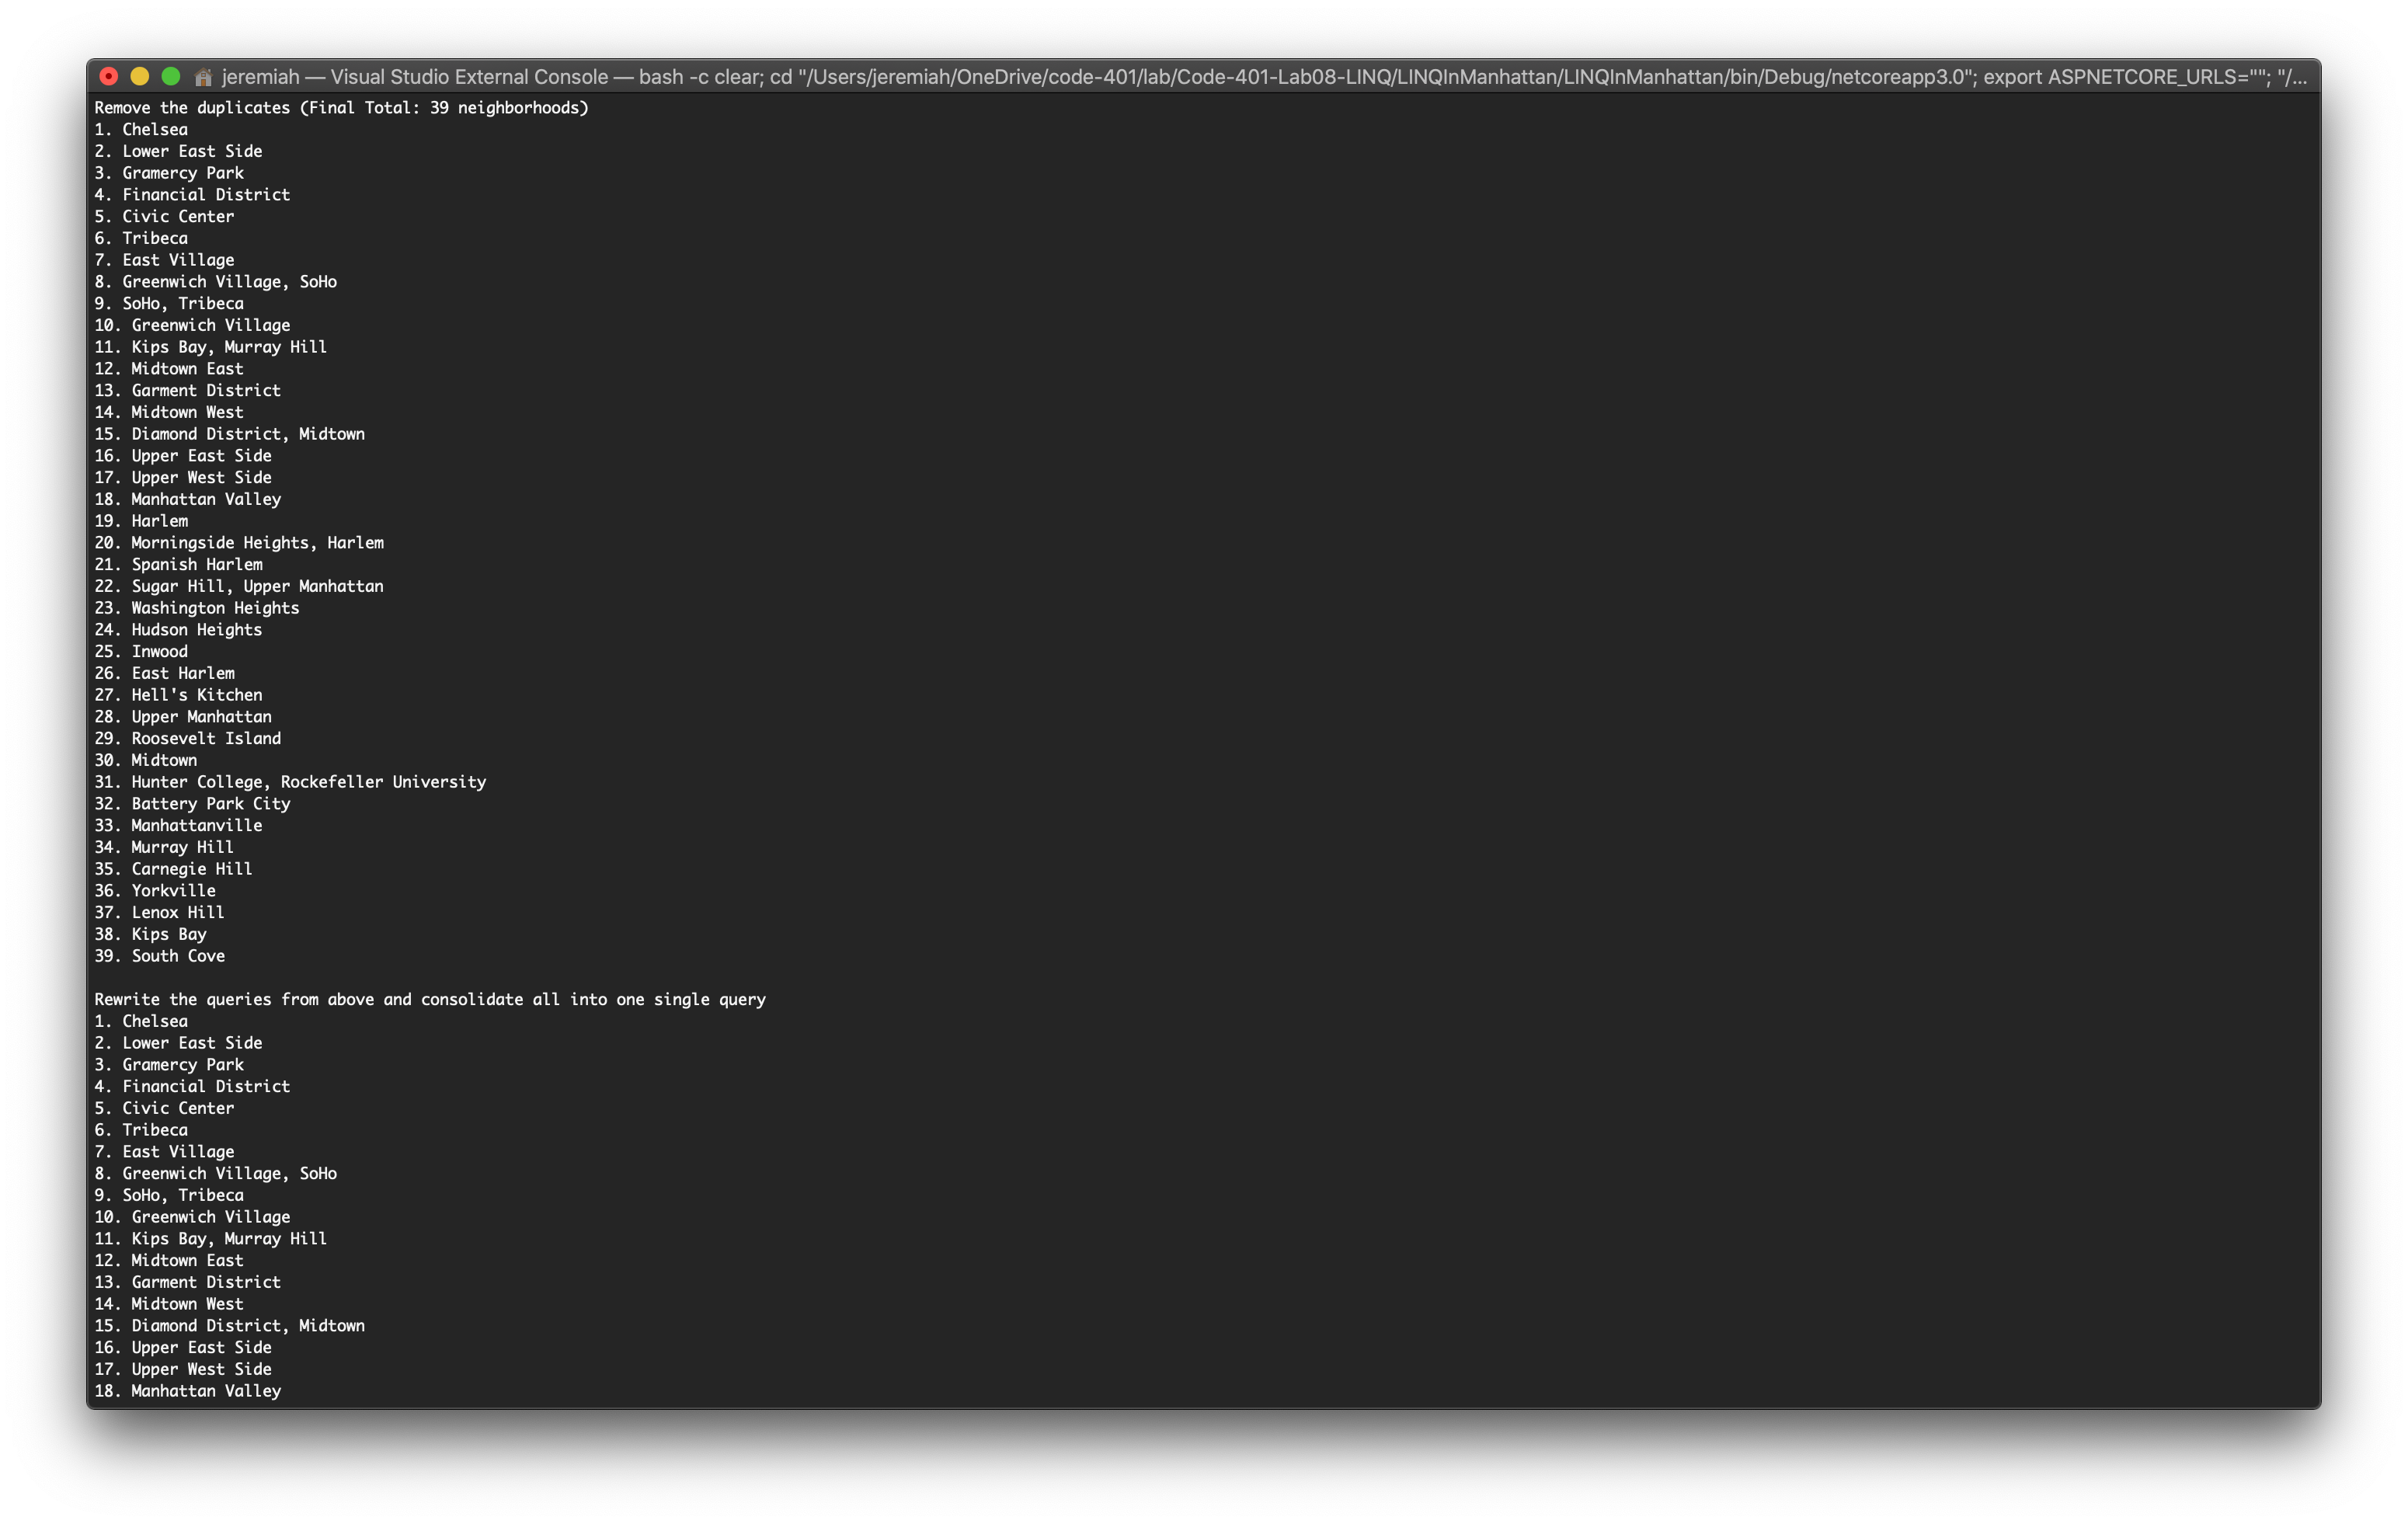 jeremiah — Visual Studio External Console — bash -c clear; cd "/Users/jeremiah/OneDrive/code-401/lab/Code-401-Lab08-LINQ/LINQInManhattan/LINQInManhattan/bin/Debug/netcoreapp3.0"; export ASPNETCORE_URLS=""; "/...
Remove the duplicates (Final Total: 39 neighborhoods)
1. Chelsea
2. Lower East Side
3. Gramercy Park
4. Financial District
5. Civic Center
6. Tribeca
7. East Village
8. Greenwich Village, SoHo
9. SoHo, Tribeca
10. Greenwich Village
11. Kips Bay, Murray Hill
12. Midtown East
13. Garment District
14. Midtown West
15. Diamond District, Midtown
16. Upper East Side
17. Upper West Side
18. Manhattan Valley
19. Harlem
20. Morningside Heights, Harlem
21. Spanish Harlem
22. Sugar Hill, Upper Manhattan
23. Washington Heights
24. Hudson Heights
25. Inwood
26. East Harlem
27. Hell's Kitchen
28. Upper Manhattan
29. Roosevelt Island
30. Midtown
31. Hunter College, Rockefeller University
32. Battery Park City
33. Manhattanville
34. Murray Hill
35. Carnegie Hill
36. Yorkville
37. Lenox Hill
38. Kips Bay
39. South Cove
Rewrite the queries from above and consolidate all into one single query
1. Chelsea
2. Lower East Side
3. Gramercy Park
4. Financial District
5. Civic Center
6. Tribeca
7. East Village
8. Greenwich Village, SoHo
9. SoHo, Tribeca
10. Greenwich Village
11. Kips Bay, Murray Hill
12. Midtown East
13. Garment District
14. Midtown West
15. Diamond District, Midtown
16. Upper East Side
17. Upper West Side
18. Manhattan Valley